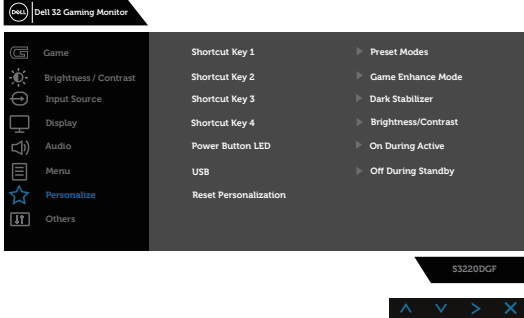 DELL Dell 32 Gaming Monitor
Game
Shortcut Key 1 Preset Modes
Brightness / Contrast Shortcut Key 2 Game Enhance Mode
Input Source Shortcut Key 3 Dark Stabilizer
Display Shortcut Key 4 Brightness/Contrast
Audio Power Button LED On During Active
Menu USB Off During Standby
Personalize Reset Personalization
Others
S3220DGF